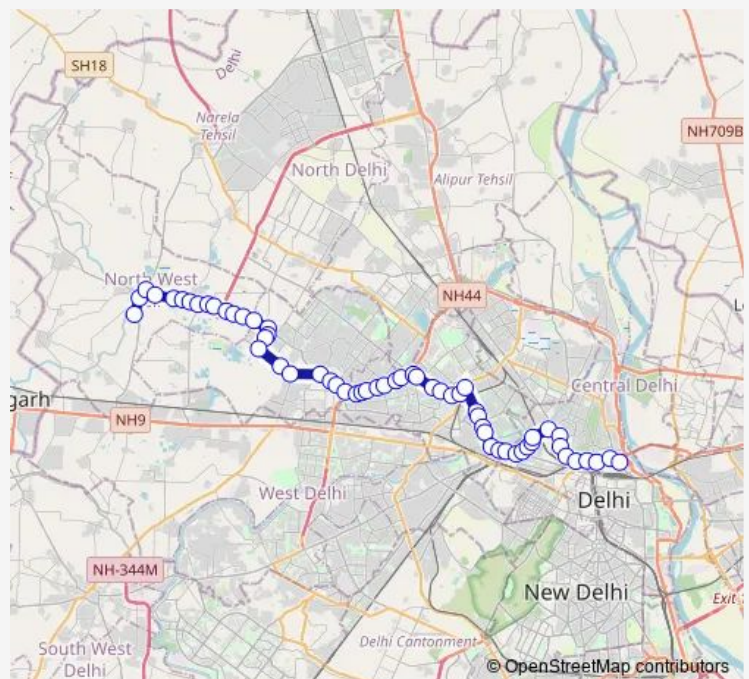 SH18
Delhi
Narela
Tehsil
NH709B
North Delhi
Alipur Tehsil
North West
NH44
Central Delhi
garh
NH9
West Delhi
Delhi
NH-344M
New Delhi
Exit 1
South West
Delhi
Delhi Cantonment
© OpenStreetMap contributors